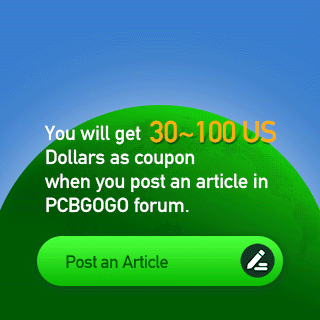 You will get 30~100 US
Dollars as coupon
when you post an article in
PCBGOGO forum.
Post an Article